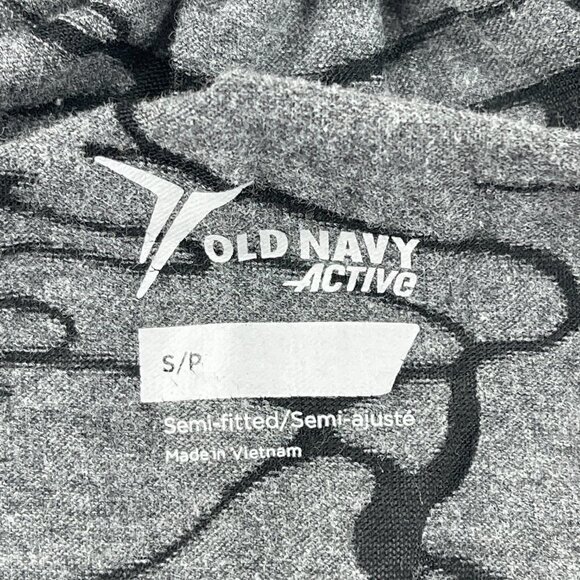 OLD NAVY
ACTIVE
S/P
Semi-fitted/Semi-ajusté
Made in Vietnam